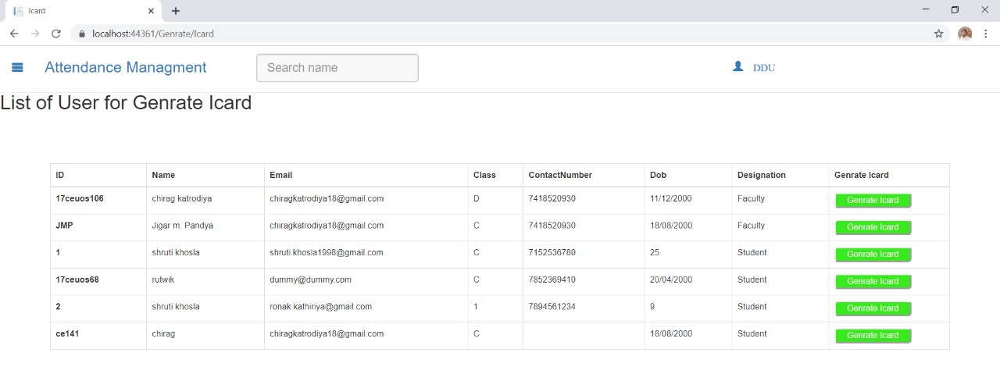 Icard
localhost:44361/Genrate/Icard
Attendance Managment Search name DDU
List of User for Genrate Icard
ID Name Email Class ContactNumber Dob Designation Genrate Icard
17ceuos106 chirag katrodiya chiragkatrodiya18@gmail.com D 7418520930 11/12/2000 Faculty Genrate Icard
JMP Jigar m. Pandya chiragkatrodiya18@gmail.com C 7418520930 18/08/2000 Faculty Genrate Icard
1 shruti khosla shruti.khosla1998@gmail.com C 7152536780 25 Student Genrate Icard
17ceuos68 rutwik dummy@dummy.com C 7852369410 20/04/2000 Student Genrate Icard
2 shruti khosla ronak.kathiriya@gmail.com 1 7894561234 9 Student Genrate Icard
ce141 chirag chiragkatrodiya18@gmail.com C 18/08/2000 Student Genrate Icard